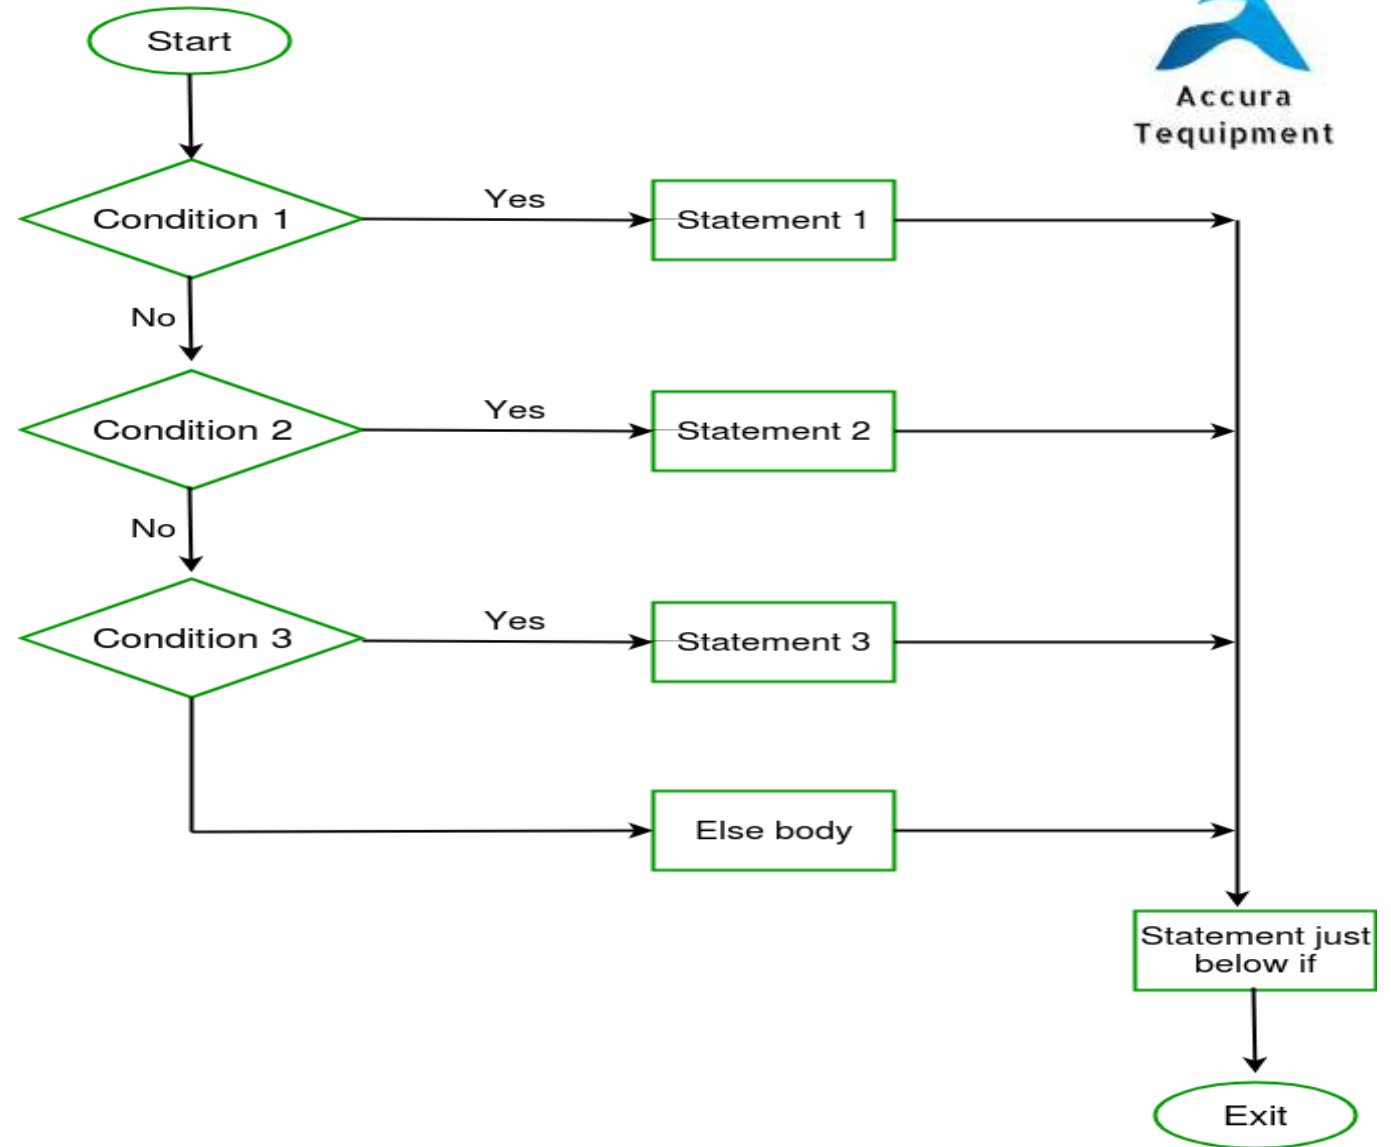 Start
Accura
Tequipment
Condition 1
Yes
Statement 1
No
Condition 2
Yes
Statement 2
No
Condition 3
Yes
Statement 3
Else body
Statement just
below if
Exit